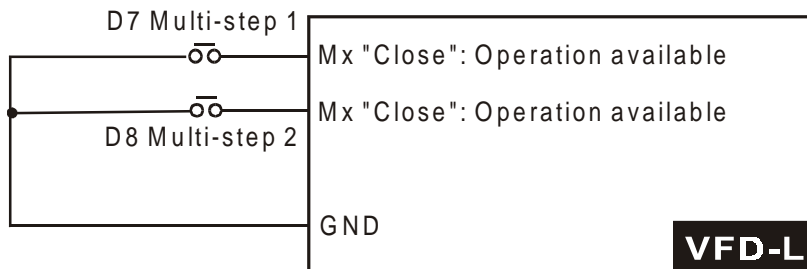 D7 Multi-step 1
Mx "Close": Operation available
Mx "Close": Operation available
D8 Multi-step 2
GND
VFD-L